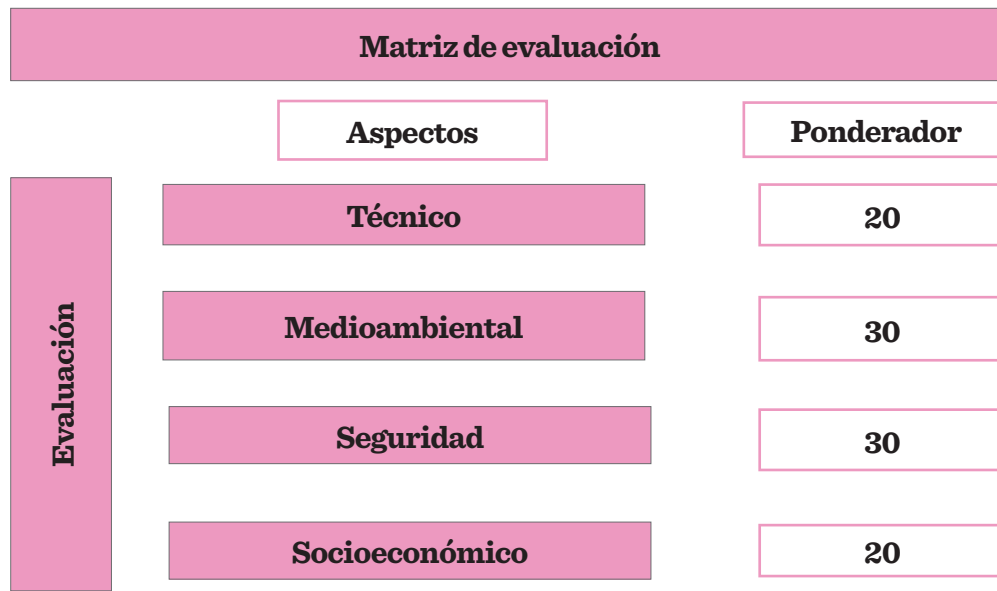 Matriz de evaluación
Aspectos
Ponderador
Evaluación
Técnico
20
Medioambiental
30
Seguridad
30
Socioeconómico
20